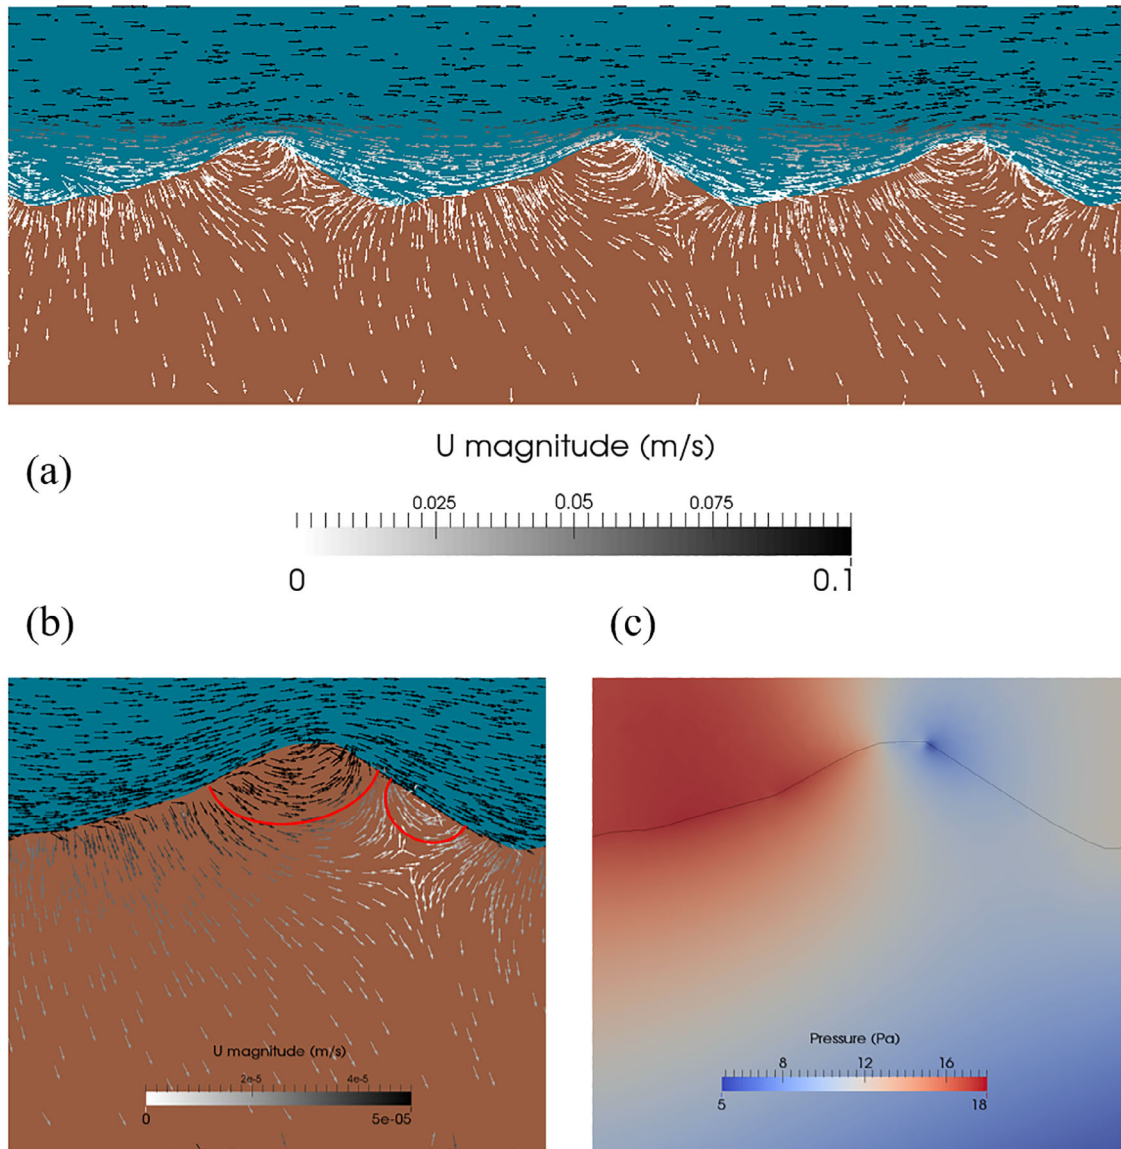 U magnitude (m/s)
(a)
0.025 0.05 0.075
0 0.1
(b) (c)
U magnitude (m/s)
2e-5 4e-5
0 5e-05
Pressure (Pa)
8 12 16
5 18